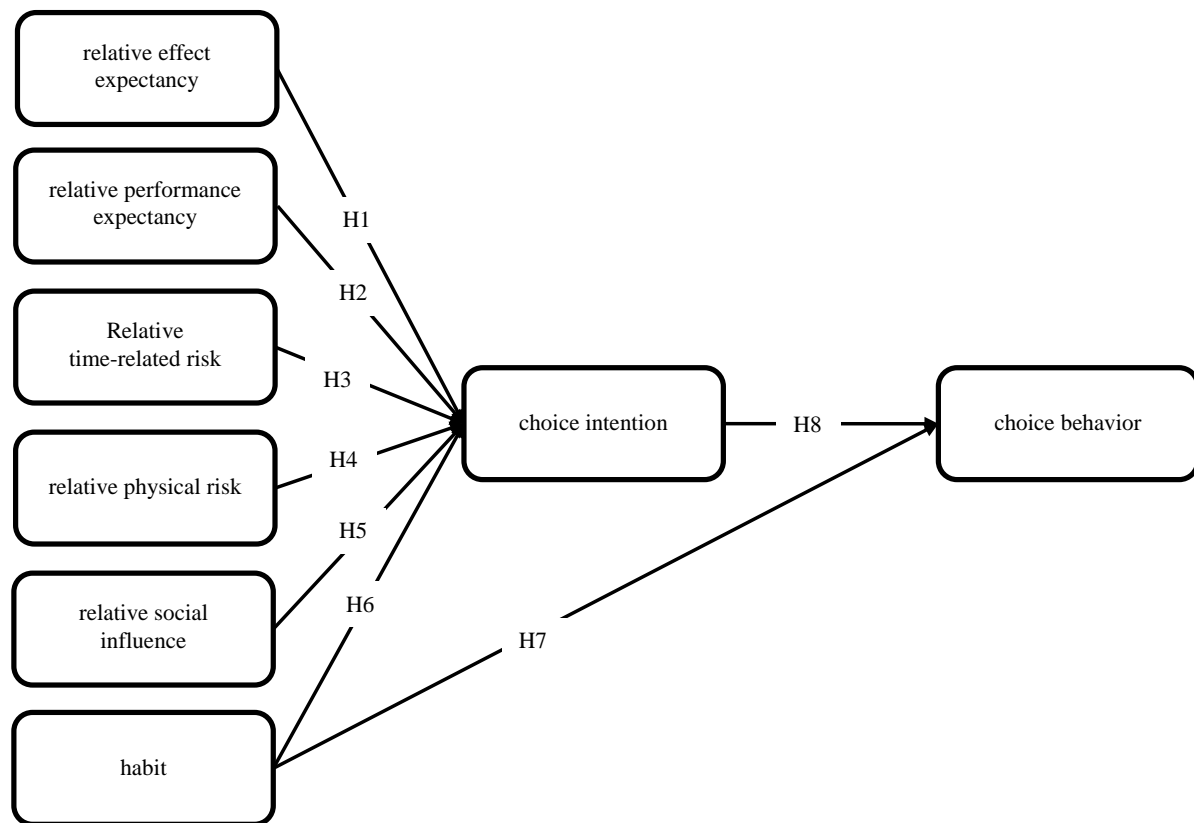 relative effect
expectancy
relative performance
expectancy
H1
H2
Relative
time-related risk
H3
choice intention
H8
choice behavior
H4
relative physical risk
H5
relative social
influence
H6
H7
habit